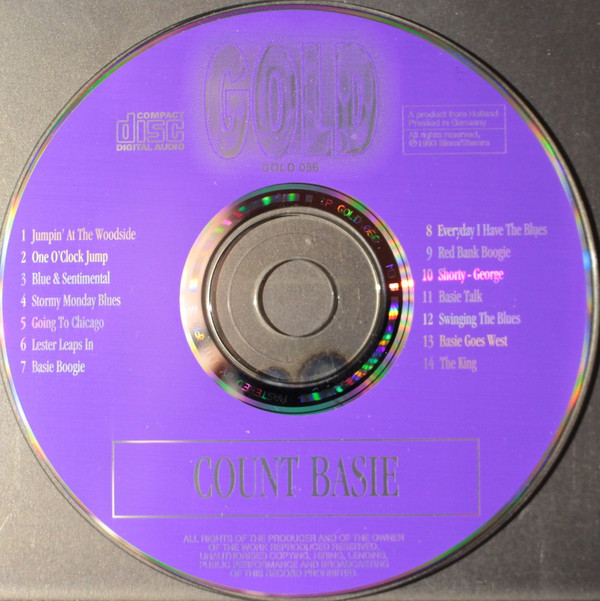 GOLD
GOLD 086
COMPACT
disc
DIGITAL AUDIO
A product from Holland
Pressed in Germany
All rights reserved,
1 Jumpin' At The Woodside
2 One O'Clock Jump
3 Blue & Sentimental
4 Stormy Monday Blues
5 Going To Chicago
6 Lester Leaps In
7 Basie Boogie
8 Everyday I Have The Blues
9 Red Bank Boogie
10 Shorty - George
11 Basie Talk
12 Swinging The Blues
13 Basie Goes West
14 The King
COUNT BASIE
ALL RIGHTS OF THE PRODUCER AND OF THE OWNER
OF THE WORK REPRODUCED RESERVED.
UNAUTHORISED COPYING, HIRING, LENDING,
PUBLIC PERFORMANCE AND BROADCASTING
OF THIS RECORD PROHIBITED.